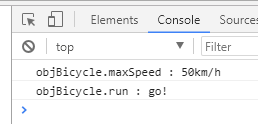 Elements Console Sources
top Filter
objBicycle.maxSpeed : 50km/h
objBicycle.run : go!